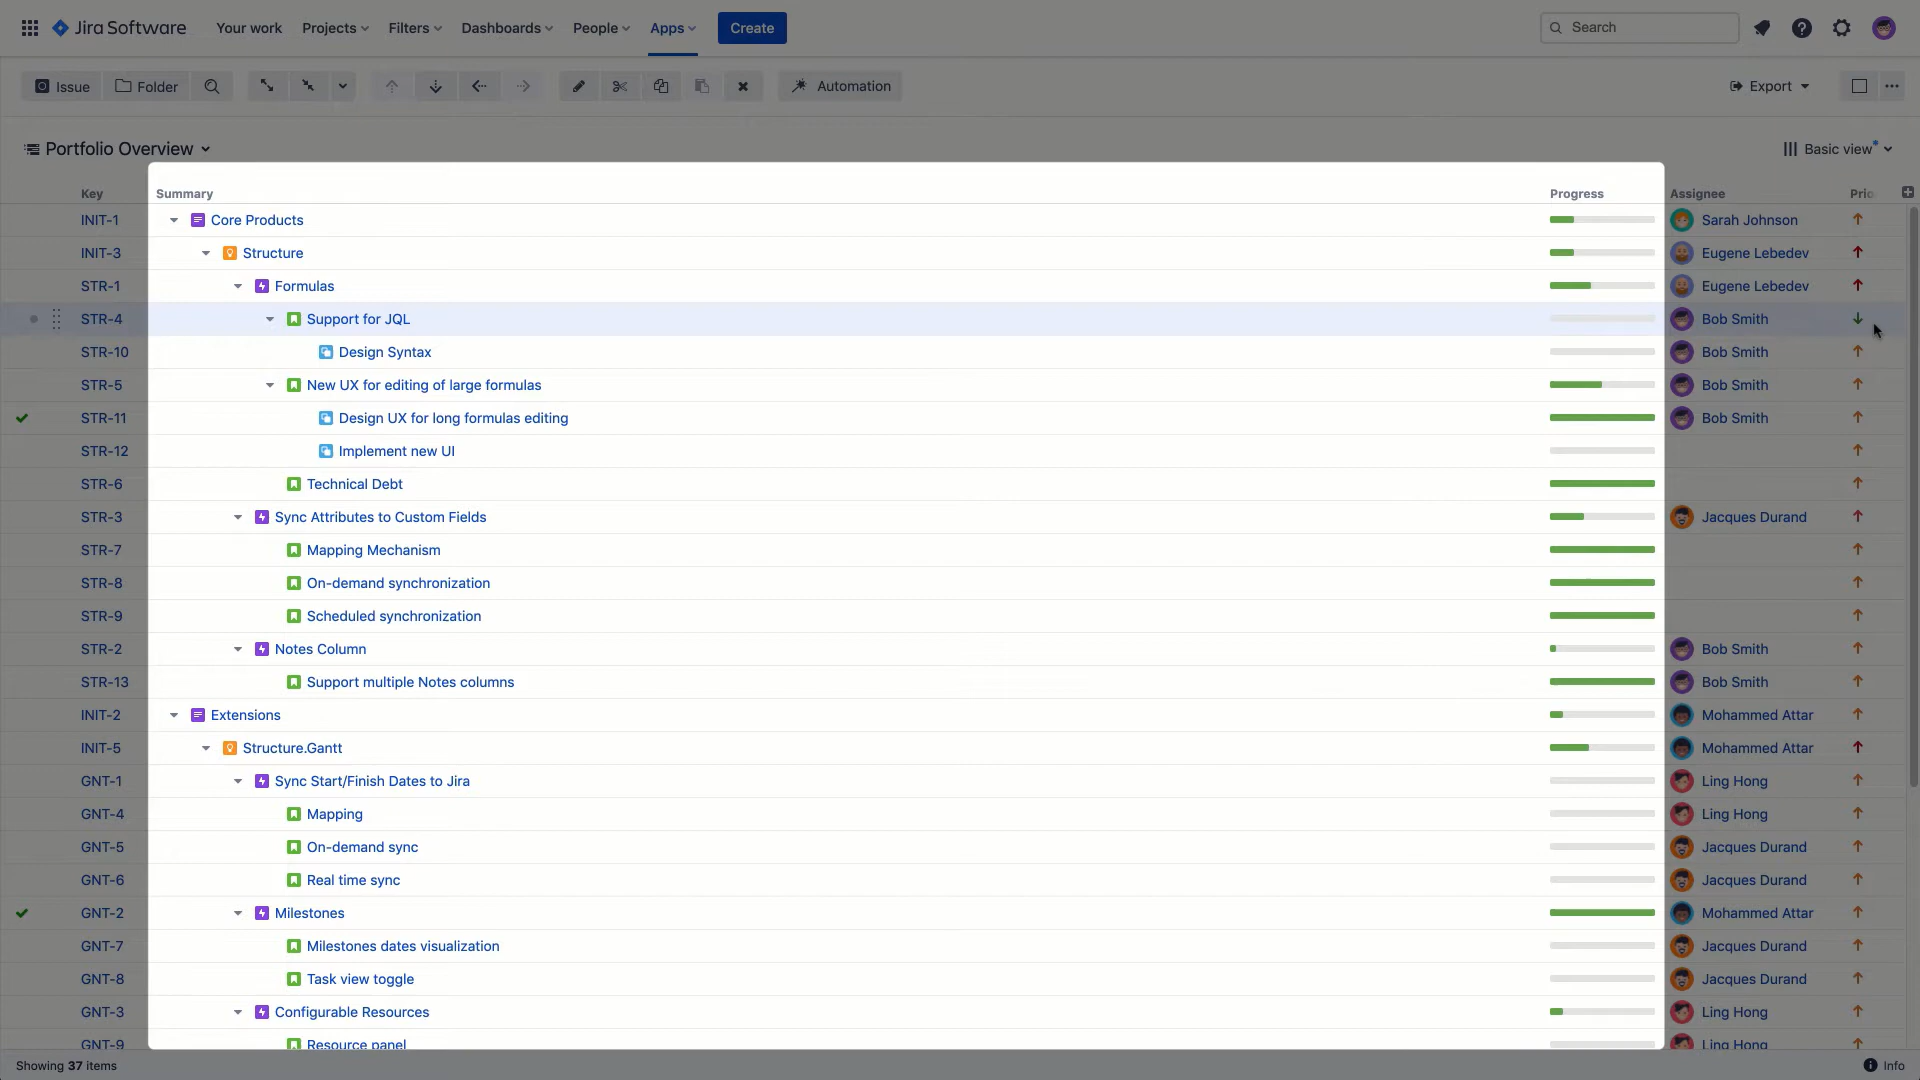 Jira Software Your work Projects Filters Dashboards People Apps Create Search
Issue Folder Automation Export
Portfolio Overview Basic view*
Key Summary Progress Assignee Prio
INIT-1 Core Products Sarah Johnson
INIT-3 Structure Eugene Lebedev
STR-1 Formulas Eugene Lebedev
STR-4 Support for JQL Bob Smith
STR-10 Design Syntax Bob Smith
STR-5 New UX for editing of large formulas Bob Smith
STR-11 Design UX for long formulas editing Bob Smith
STR-12 Implement new UI
STR-6 Technical Debt
STR-3 Sync Attributes to Custom Fields Jacques Durand
STR-7 Mapping Mechanism
STR-8 On-demand synchronization
STR-9 Scheduled synchronization
STR-2 Notes Column Bob Smith
STR-13 Support multiple Notes columns Bob Smith
INIT-2 Extensions Mohammed Attar
INIT-5 Structure.Gantt Mohammed Attar
GNT-1 Sync Start/Finish Dates to Jira Ling Hong
GNT-4 Mapping Ling Hong
GNT-5 On-demand sync Jacques Durand
GNT-6 Real time sync Jacques Durand
GNT-2 Milestones Mohammed Attar
GNT-7 Milestones dates visualization Jacques Durand
GNT-8 Task view toggle Jacques Durand
GNT-3 Configurable Resources Ling Hong
GNT-9 Resource panel Ling Hong
Showing 37 items Info